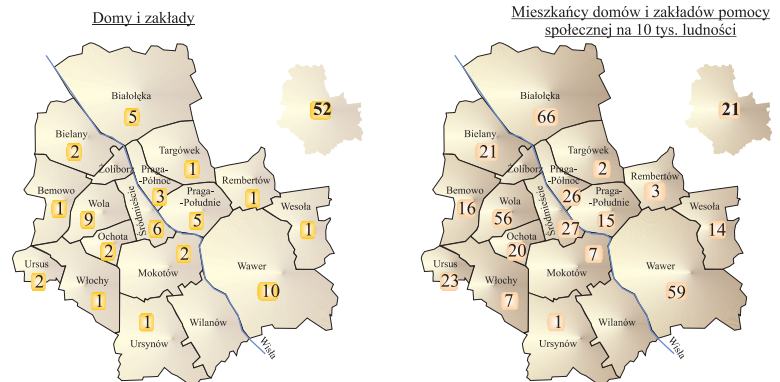 Domy i zakłady
Białołęka
5
52
Bielany
2
Żoliborz
Targówek
1
Praga-
-Północ
3
Rembertów
1
Bemowo
1
Wola
9
Śródmieście
6
Praga-
-Południe
5
Wesoła
1
Ochota
2
Mokotów
2
Ursus
2
Włochy
1
Wawer
10
1
Ursynów
Wilanów
Wisła
Mieszkańcy domów i zakładów pomocy
społecznej na 10 tys. ludności
Białołęka
66
21
Bielany
21
Żoliborz
Targówek
2
Praga-
-Północ
26
Rembertów
3
Bemowo
16
Wola
56
Śródmieście
27
Praga-
-Południe
15
Wesoła
14
Ochota
20
Mokotów
7
Ursus
23
Włochy
7
Wawer
59
1
Ursynów
Wilanów
Wisła